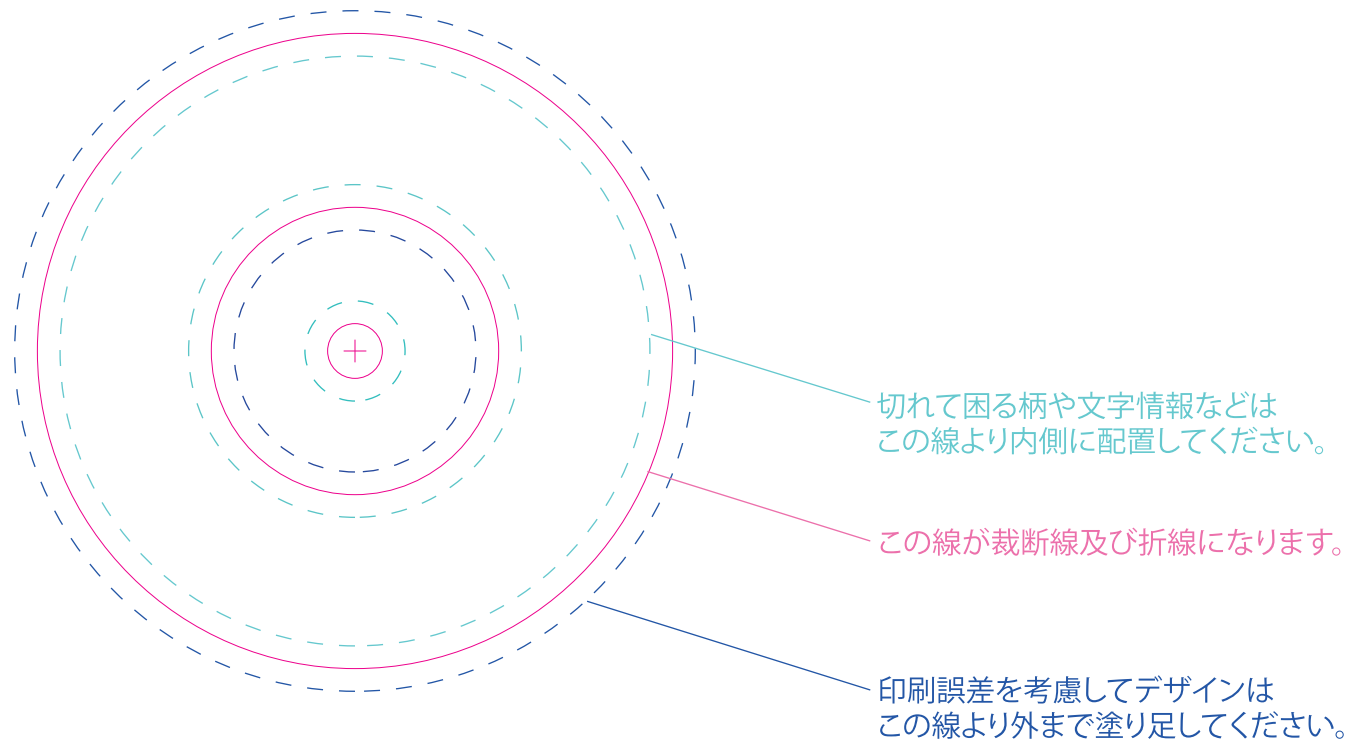 切れて困る柄や文字情報などは
この線より内側に配置してください。
この線が裁断線及び折線になります。
印刷誤差を考慮してデザインは
この線より外まで塗り足してください。